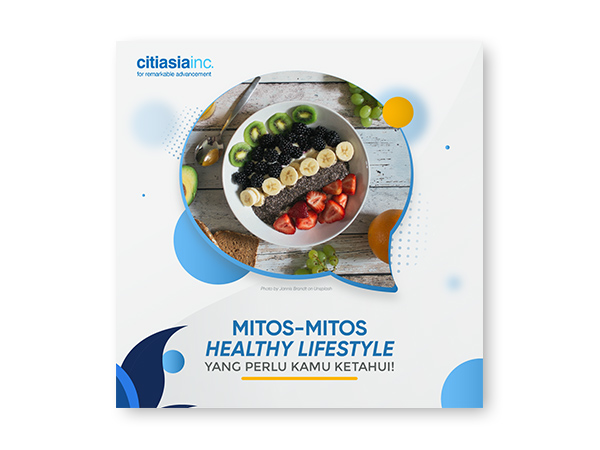 citiasiainc.
for remarkable advancement
Photo by: Jannis Brandt on Unsplash
MITOS-MITOS
HEALTHY LIFESTYLE
YANG PERLU KAMU KETAHUI!